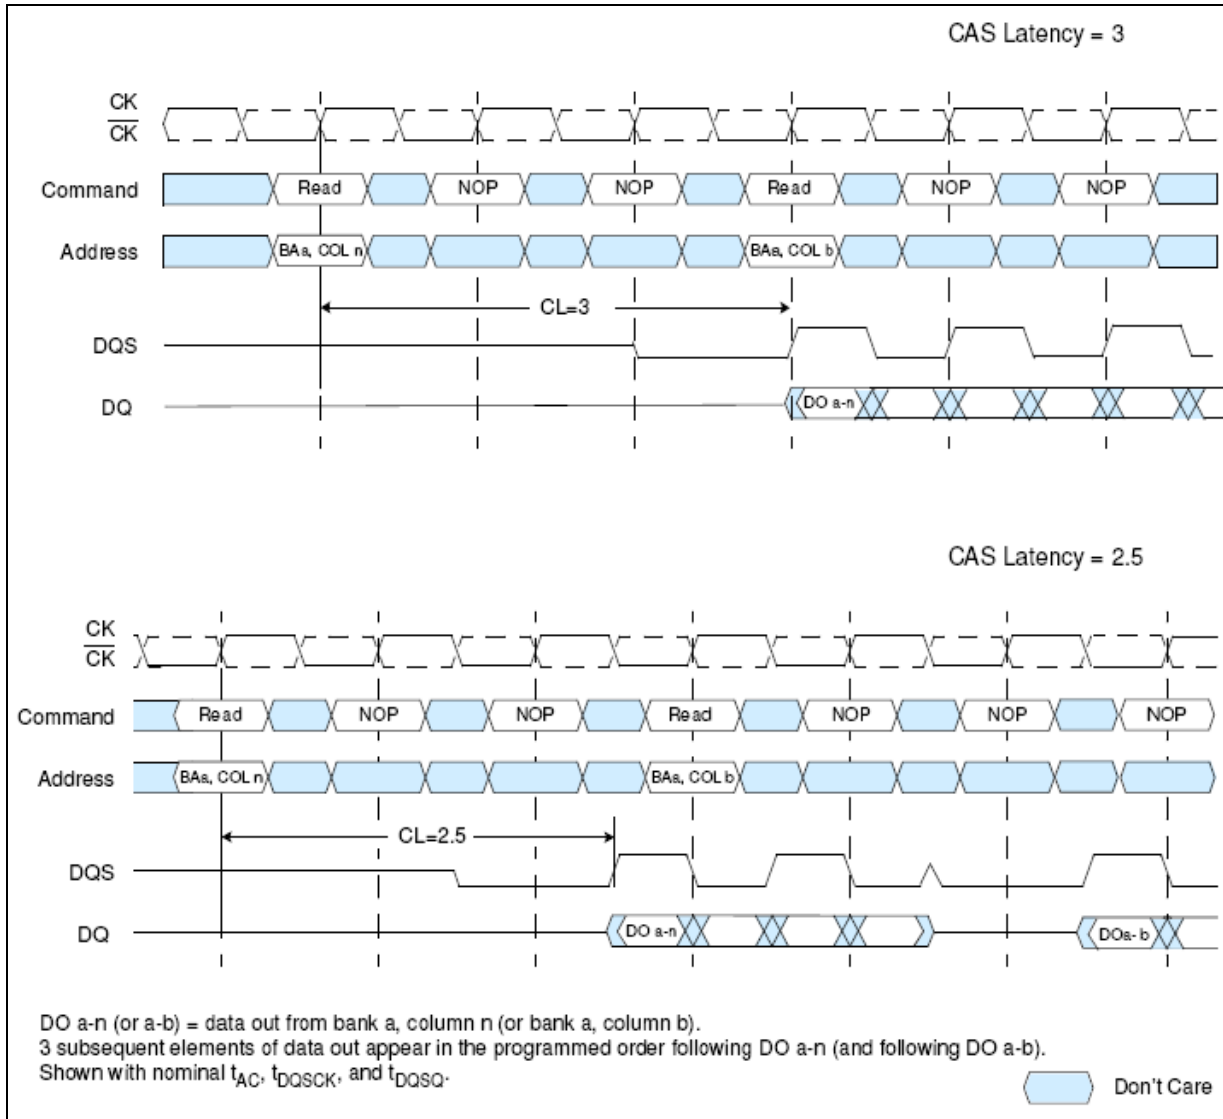 CAS Latency = 3
CK
CK
Command Read NOP NOP Read NOP NOP
Address BAa, COL n BAa, COL b
CL=3
DQS
DQ DO a-n
CAS Latency = 2.5
CK
CK
Command Read NOP NOP Read NOP NOP NOP
Address BAa, COL n BAa, COL b
CL=2.5
DQS
DQ DO a-n DOa- b
DO a-n (or a-b) = data out from bank a, column n (or bank a, column b).
3 subsequent elements of data out appear in the programmed order following DO a-n (and following DO a-b).
Shown with nominal tAC, tDQSCK, and tDQSQ.
Don't Care